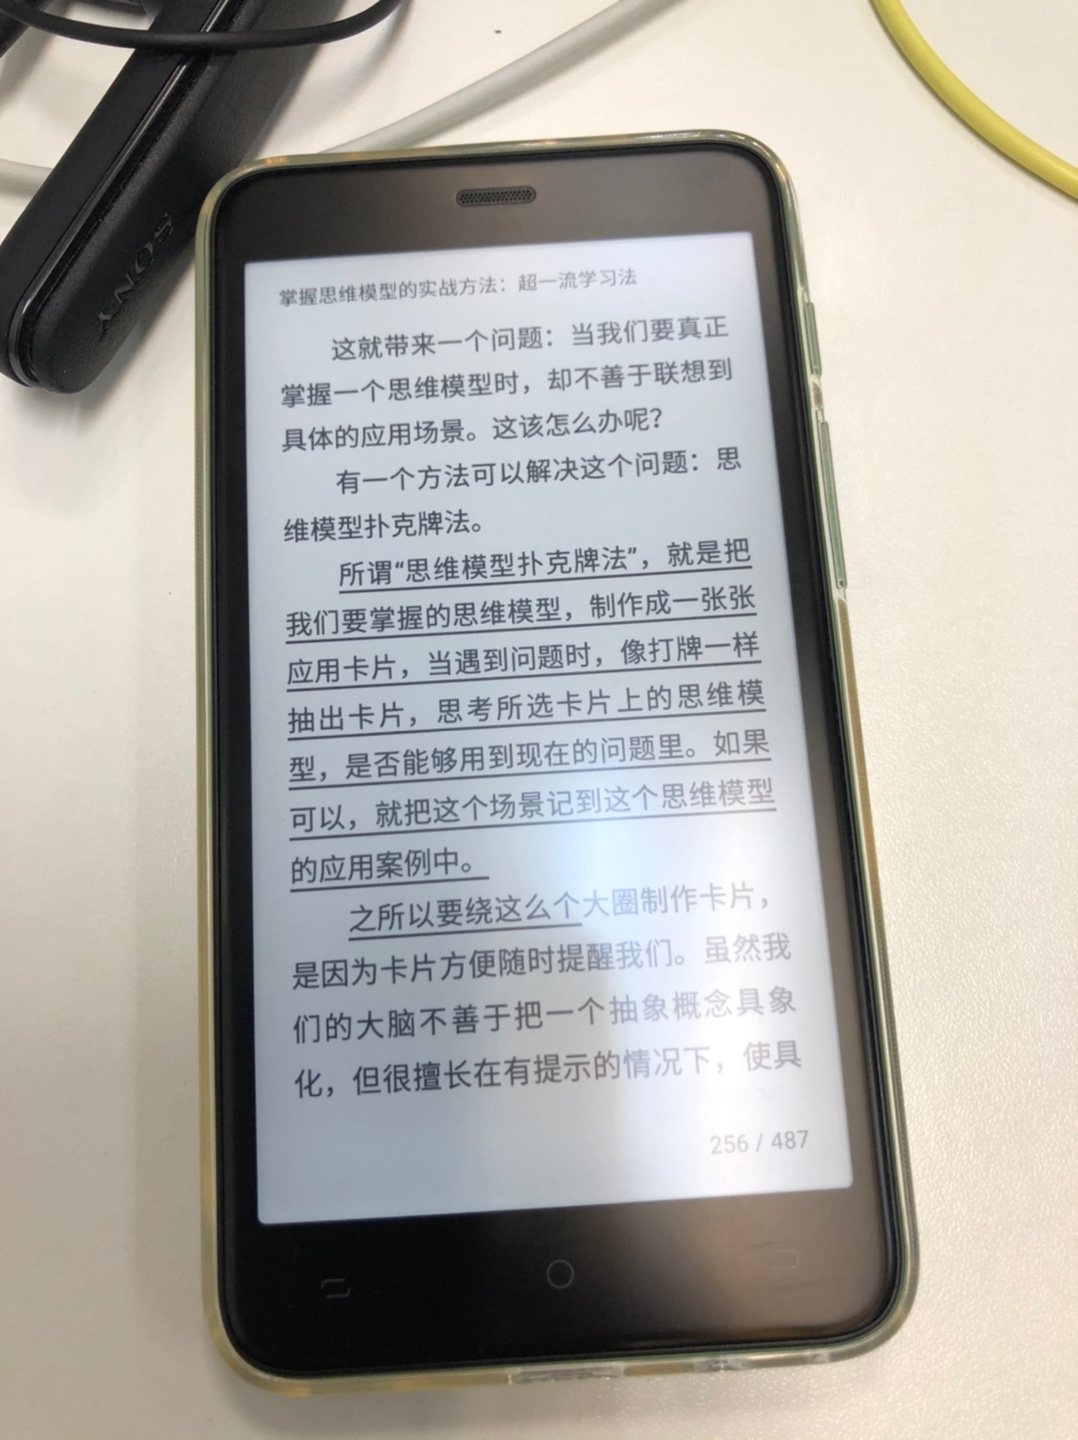 SONY
掌握思维模型的实战方法：超一流学习法
这就带来一个问题：当我们要真正
掌握一个思维模型时，却不善于联想到
具体的应用场景。这该怎么办呢？
有一个方法可以解决这个问题：思
维模型扑克牌法。
所谓“思维模型扑克牌法”，就是把
我们要掌握的思维模型，制作成一张张
应用卡片，当遇到问题时，像打牌一样
抽出卡片，思考所选卡片上的思维模
型，是否能够用到现在的问题里。如果
可以，就把这个场景记到这个思维模型
的应用案例中。
之所以要绕这么个大圈制作卡片，
是因为卡片方便随时提醒我们。虽然我
们的大脑不善于把一个抽象概念具象
化，但很擅长在有提示的情况下，使具
256 / 487